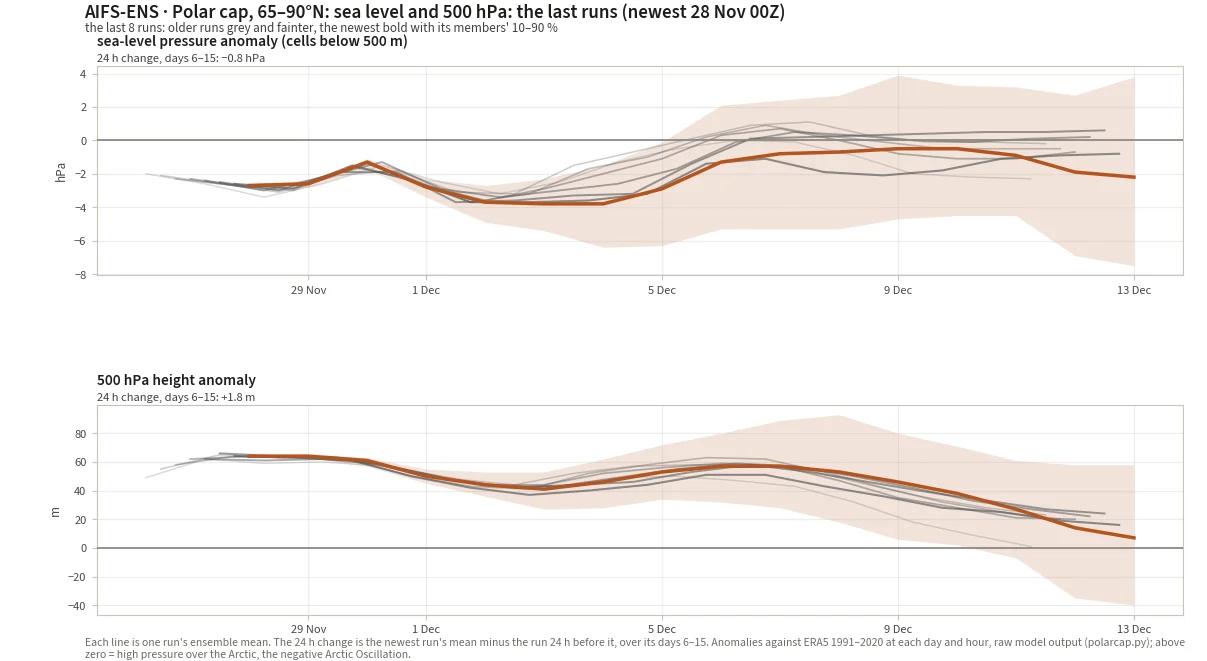 AIFS-ENS · Polar cap, 65–90°N: sea level and 500 hPa: the last runs (newest 28 Nov 00Z)
the last 8 runs: older runs grey and fainter, the newest bold with its members' 10–90 %
sea-level pressure anomaly (cells below 500 m)
24 h change, days 6–15: −0.8 hPa
4
2
0
−2
−4
−6
−8
hPa
29 Nov
1 Dec
5 Dec
9 Dec
13 Dec
500 hPa height anomaly
24 h change, days 6–15: +1.8 m
80
60
40
20
0
−20
−40
m
29 Nov
1 Dec
5 Dec
9 Dec
13 Dec
Each line is one run's ensemble mean. The 24 h change is the newest run's mean minus the run 24 h before it, over its days 6–15. Anomalies against ERA5 1991–2020 at each day and hour, raw model output (polarcap.py); above
zero = high pressure over the Arctic, the negative Arctic Oscillation.